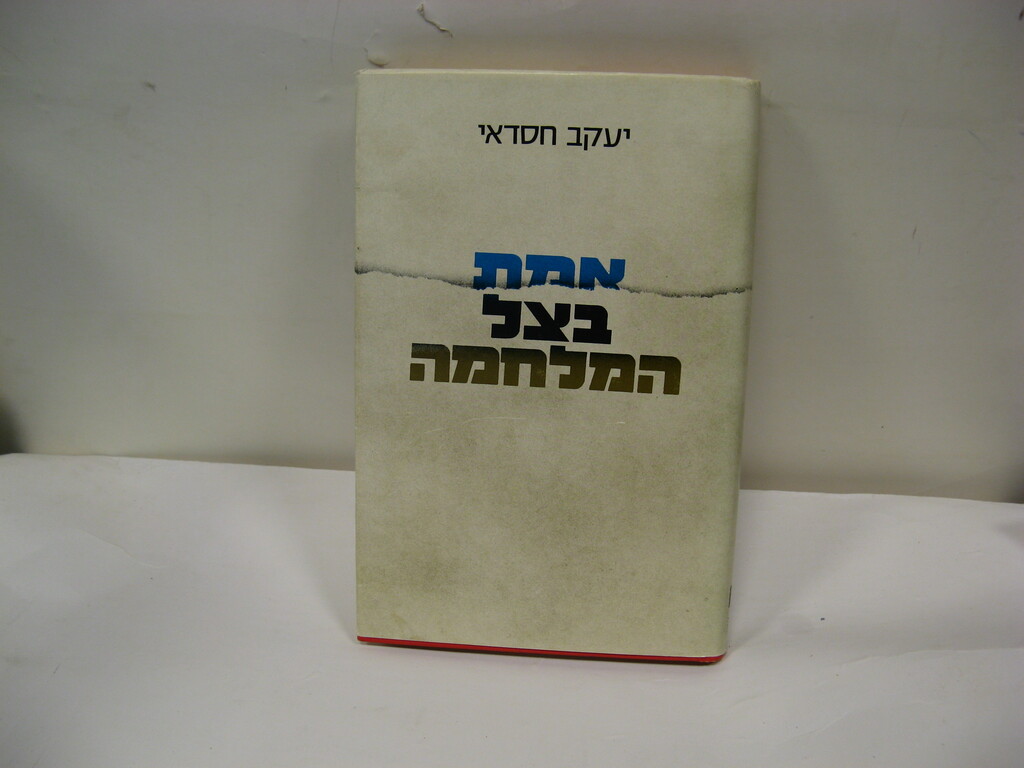 יעקב חסדאי
אמת
בצל
המלחמה